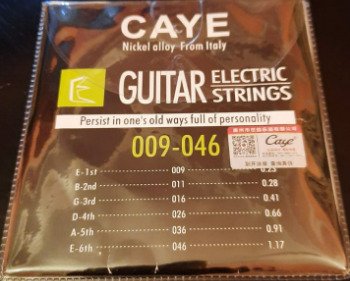 CAYE
Nickel alloy From Italy
E GUITAR ELECTRIC STRINGS
Persist in one's old ways full of personality
009-046
Caye
E-1st 009 0.23
B-2nd 011 0.28
G-3rd 016 0.41
D-4th 026 0.66
A-5th 036 0.91
E-6th 046 1.17